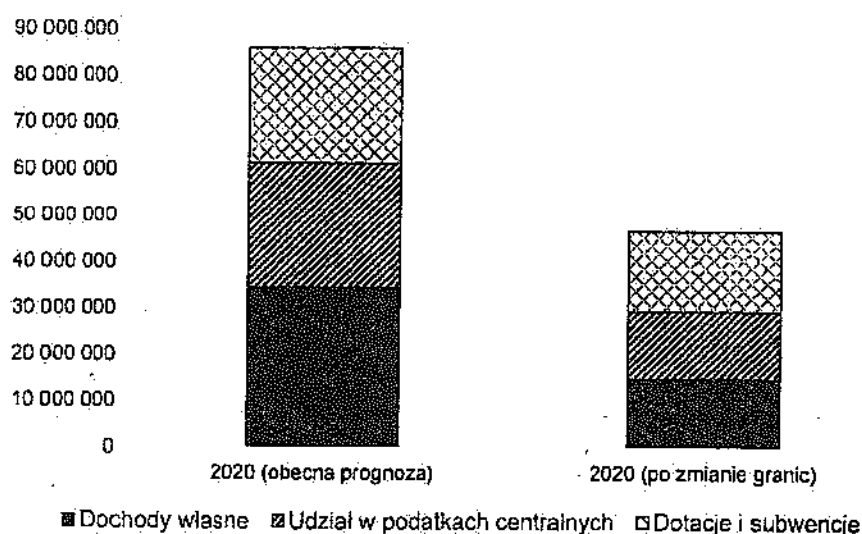 90 000 000
80 000 000
70 000 000
60 000 000
50 000 000
40 000 000
30 000 000
20 000 000
10 000 000
0
2020 (obecna prognoza) 2020 (po zmianie granic)
Dochody własne Udział w podatkach centralnych Dotacje i subwencje